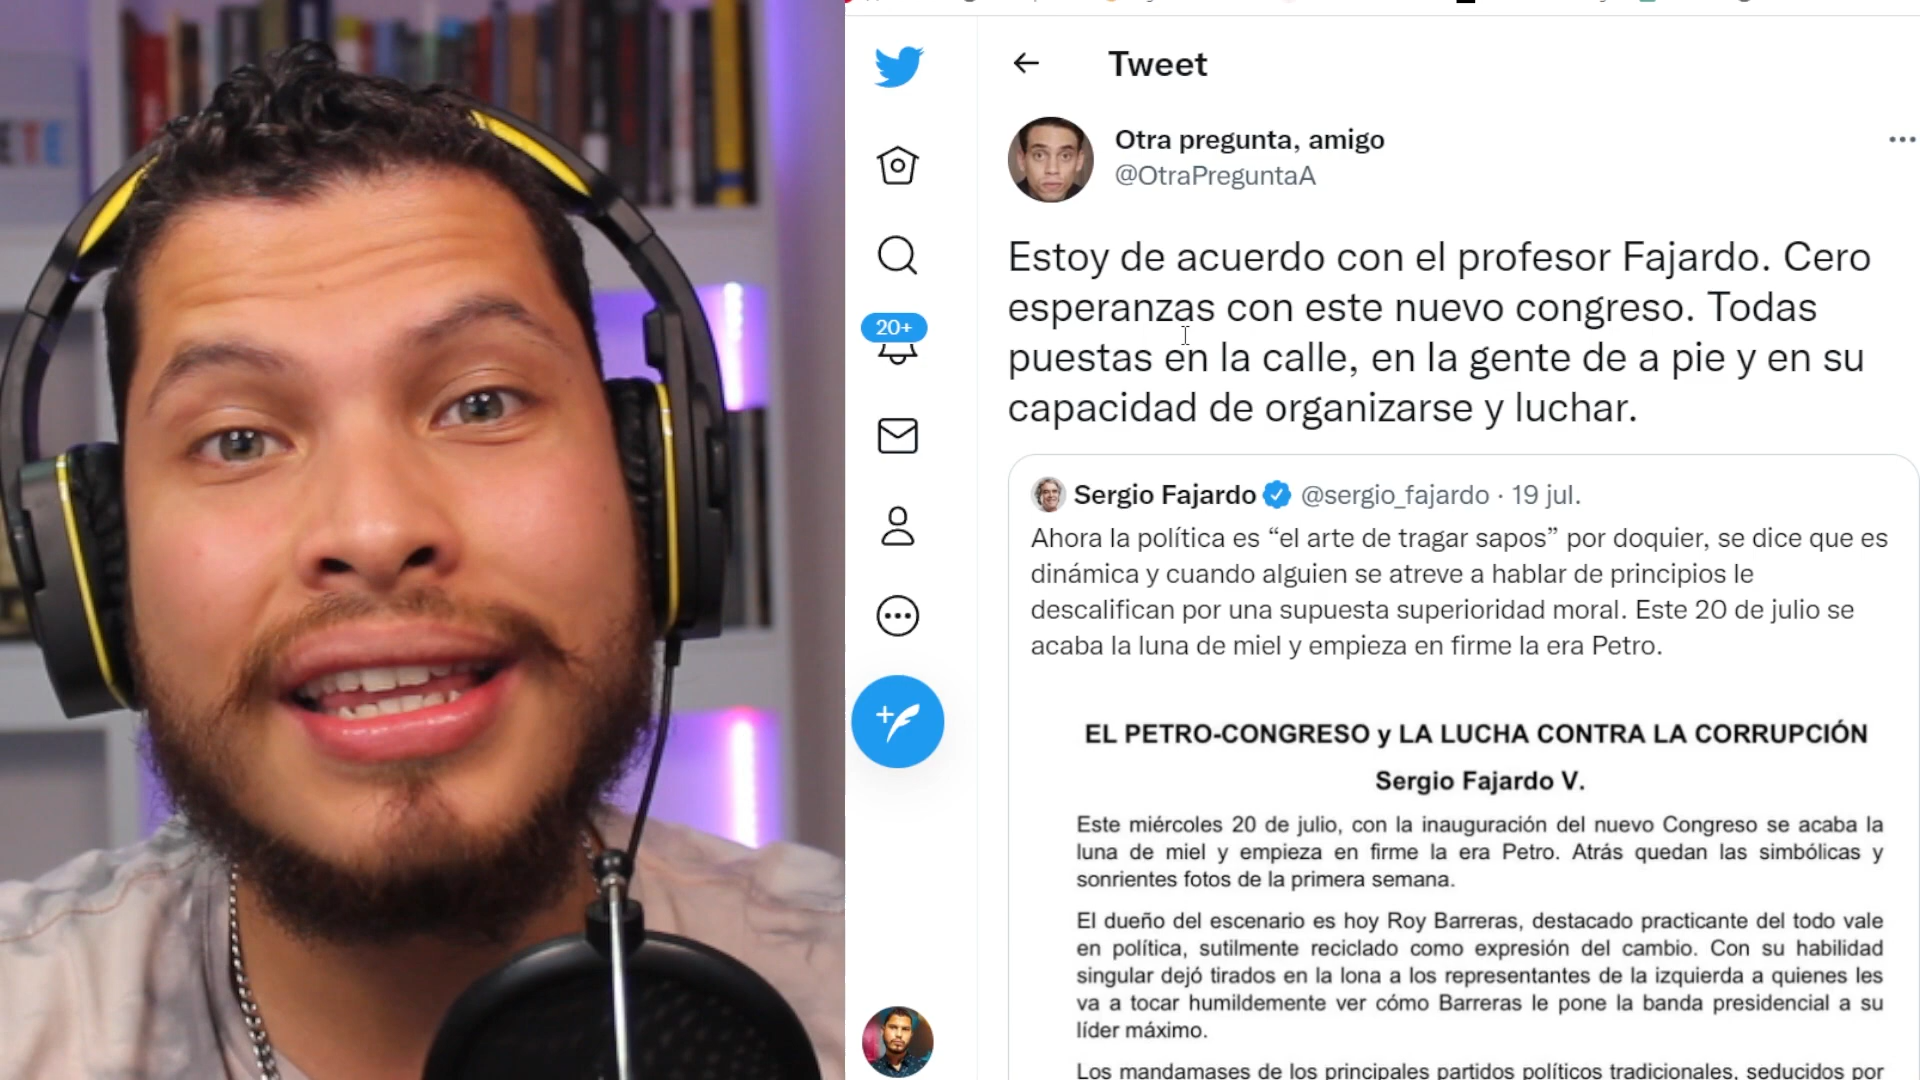 ETE
Tweet
Otra pregunta, amigo
@OtraPreguntaA
Estoy de acuerdo con el profesor Fajardo. Cero
esperanzas con este nuevo congreso. Todas
puestas en la calle, en la gente de a pie y en su
capacidad de organizarse y luchar.
20+
Sergio Fajardo @sergio_fajardo · 19 jul.
Ahora la política es “el arte de tragar sapos” por doquier, se dice que es
dinámica y cuando alguien se atreve a hablar de principios le
descalifican por una supuesta superioridad moral. Este 20 de julio se
acaba la luna de miel y empieza en firme la era Petro.
EL PETRO-CONGRESO y LA LUCHA CONTRA LA CORRUPCIÓN
Sergio Fajardo V.
Este miércoles 20 de julio, con la inauguración del nuevo Congreso se acaba la
luna de miel y empieza en firme la era Petro. Atrás quedan las simbólicas y
sonrientes fotos de la primera semana.
El dueño del escenario es hoy Roy Barreras, destacado practicante del todo vale
en política, sutilmente reciclado como expresión del cambio. Con su habilidad
singular dejó tirados en la lona a los representantes de la izquierda a quienes les
va a tocar humildemente ver cómo Barreras le pone la banda presidencial a su
líder máximo.
Los mandamases de los principales partidos políticos tradicionales, seducidos por